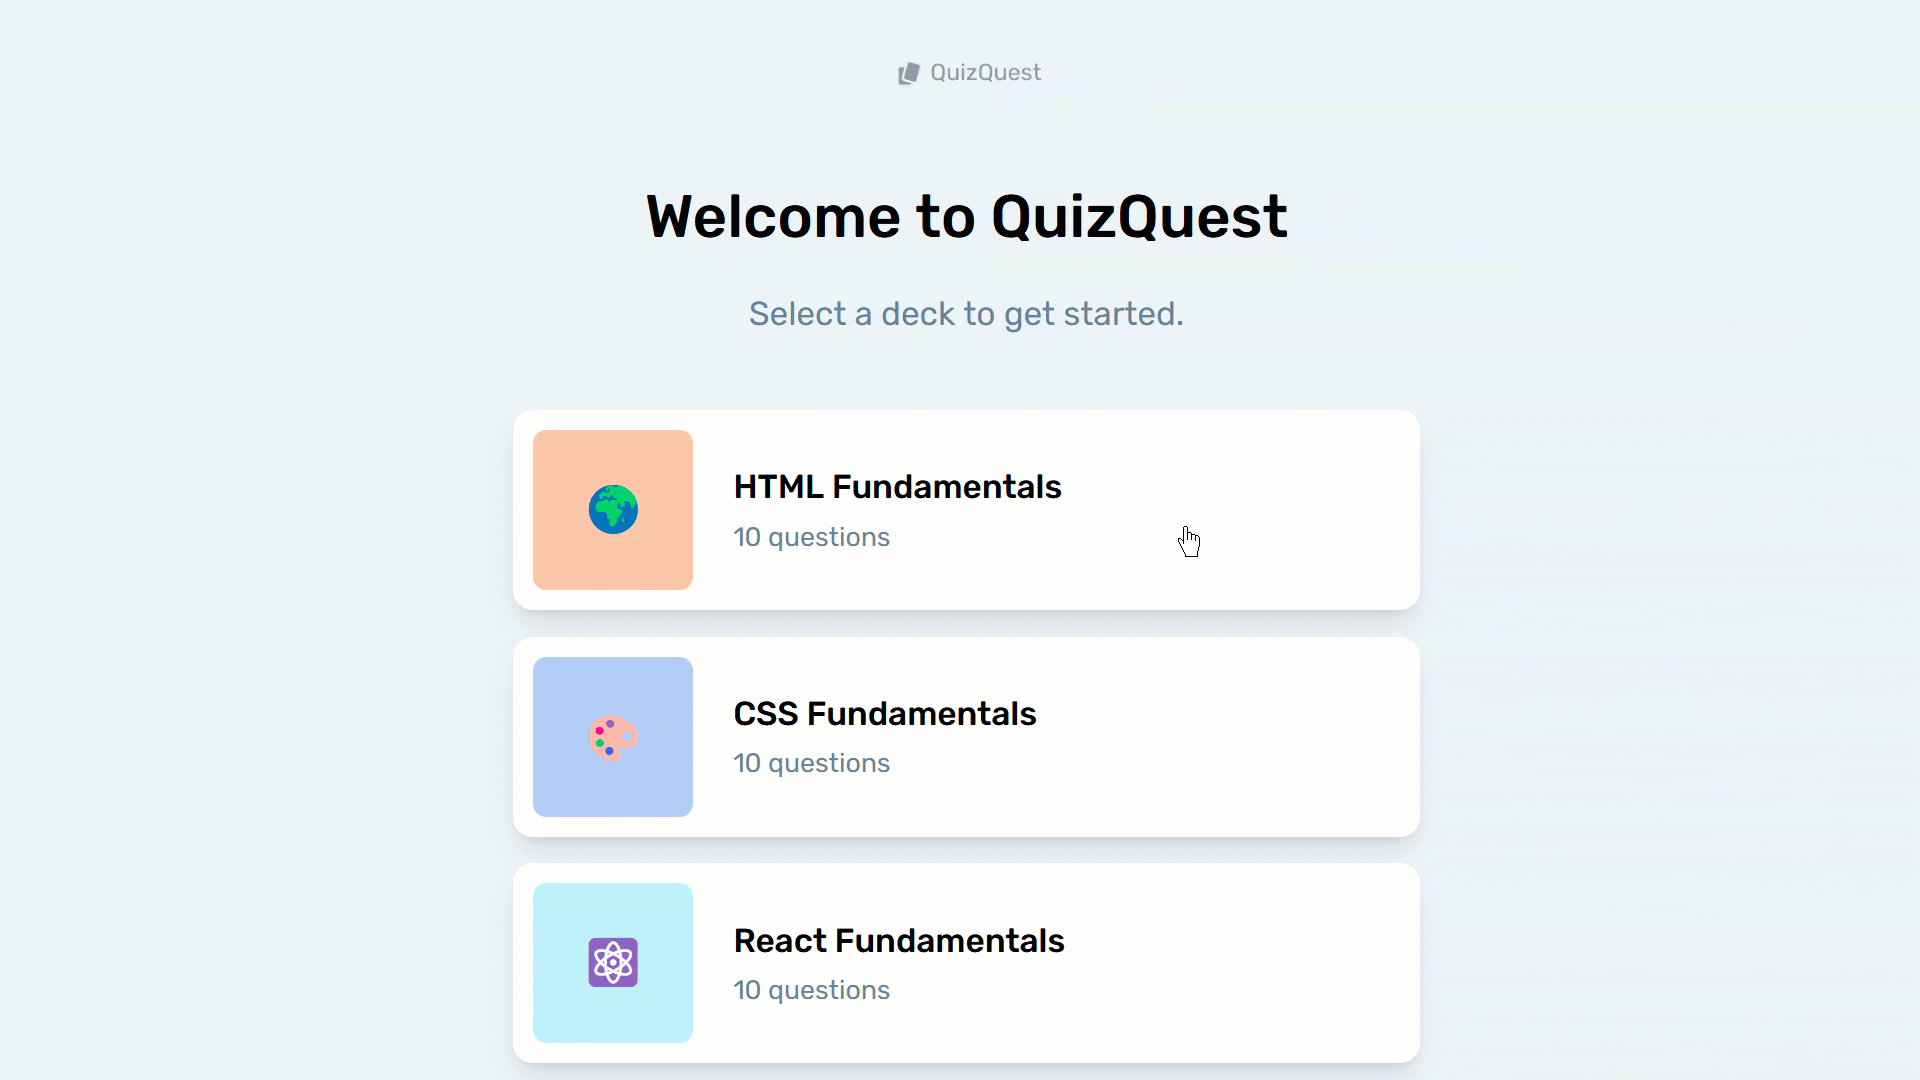 QuizQuest
Welcome to QuizQuest
Select a deck to get started.
HTML Fundamentals
10 questions
CSS Fundamentals
10 questions
React Fundamentals
10 questions